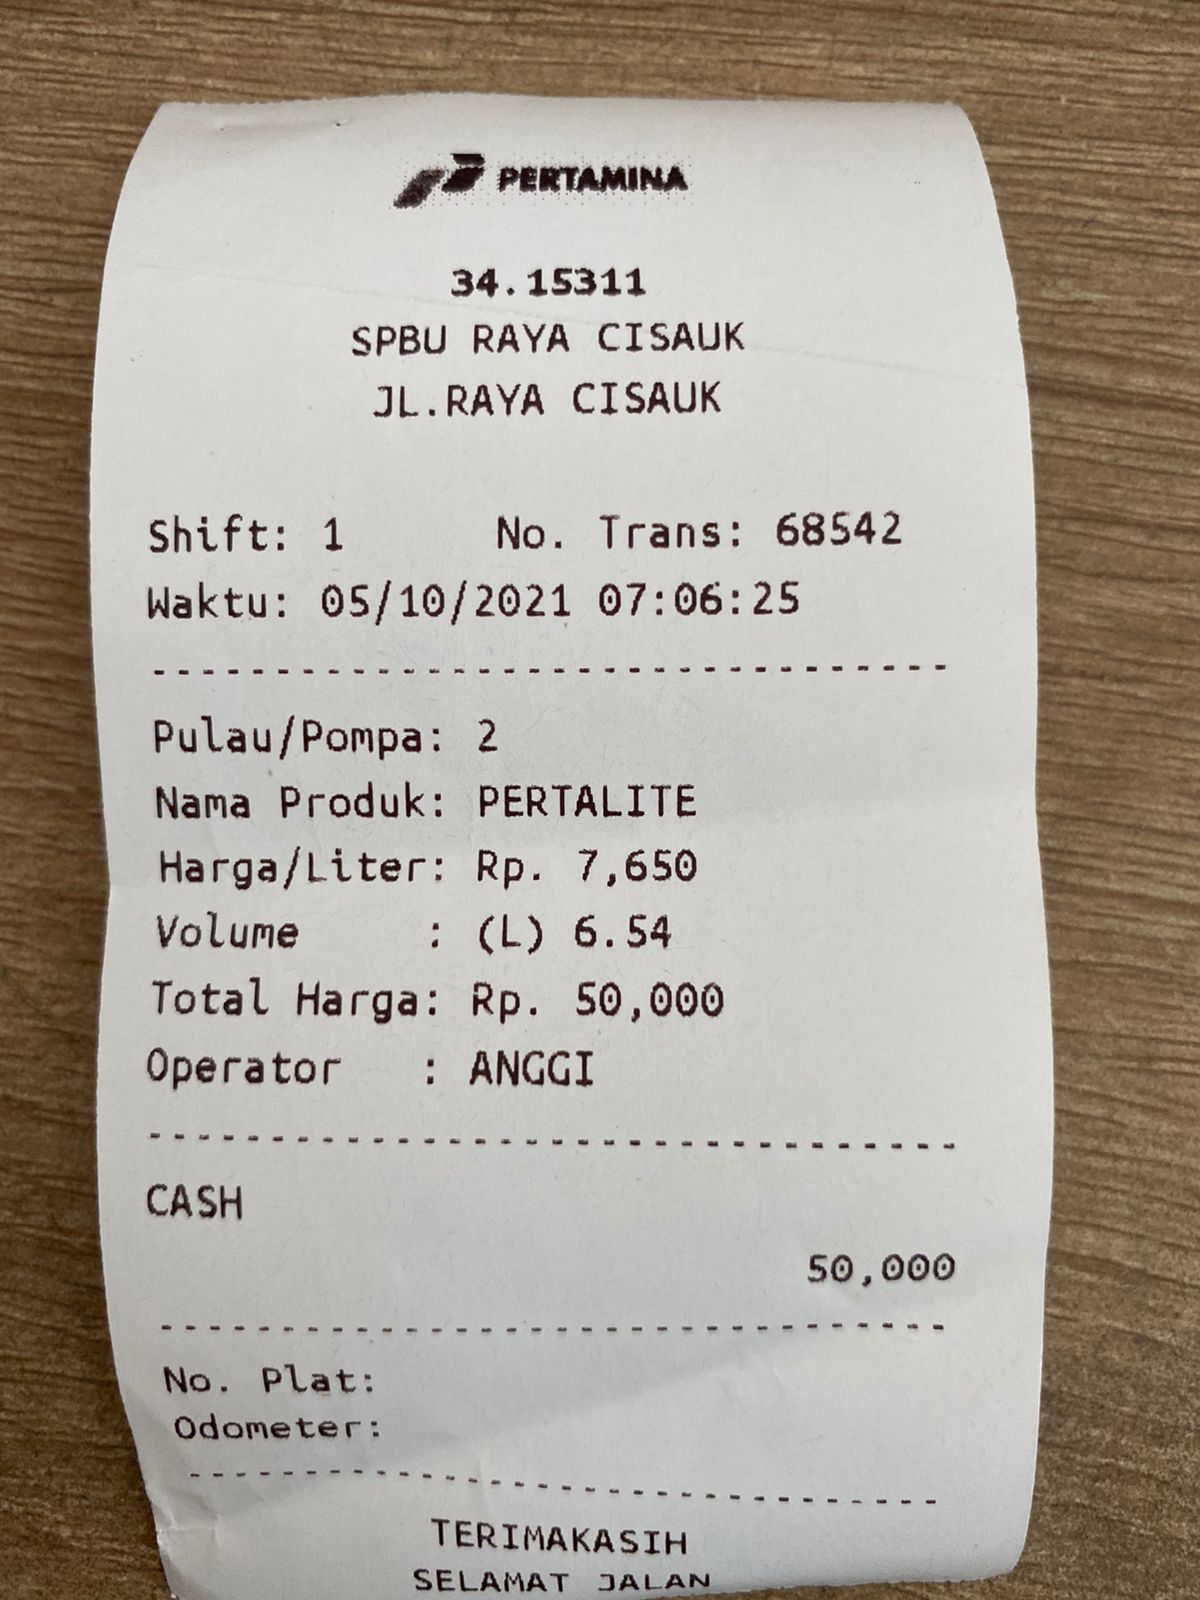 PERTAMINA
34.15311
SPBU RAYA CISAUK
JL.RAYA CISAUK
Shift: 1 No. Trans: 68542
Waktu: 05/10/2021 07:06:25
---------------------------------
Pulau/Pompa: 2
Nama Produk: PERTALITE
Harga/Liter: Rp. 7,650
Volume : (L) 6.54
Total Harga: Rp. 50,000
Operator : ANGGI
---------------------------------
CASH
50,000
---------------------------------
No. Plat:
Odometer:
---------------------------------
TERIMAKASIH
SELAMAT JALAN